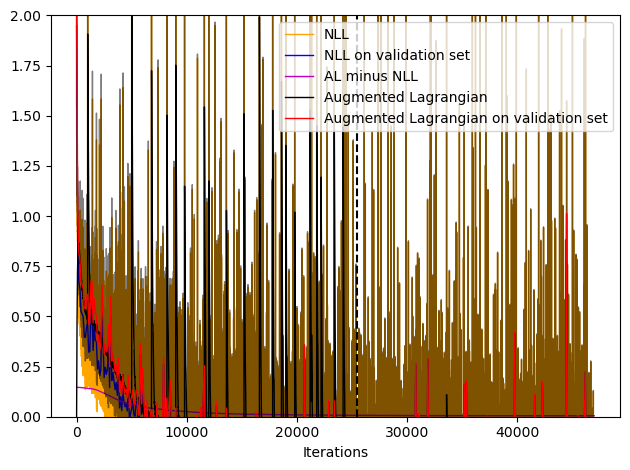 2.00
1.75
1.50
1.25
1.00
0.75
0.50
0.25
0.00
NLL
NLL on validation set
AL minus NLL
Augmented Lagrangian
Augmented Lagrangian on validation set
0 10000 20000 30000 40000
Iterations